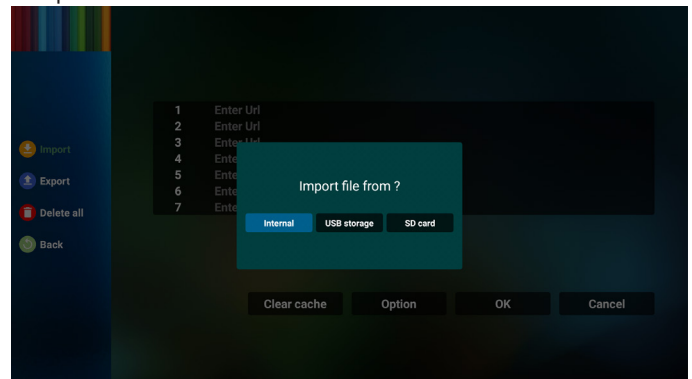 Import
Export
Delete all
Back
1 Enter Url
2 Enter Url
3 Enter Url
4 Ente
5 Ente
6 Ente
7 Ente
Import file from ?
Internal USB storage SD card
Clear cache Option OK Cancel